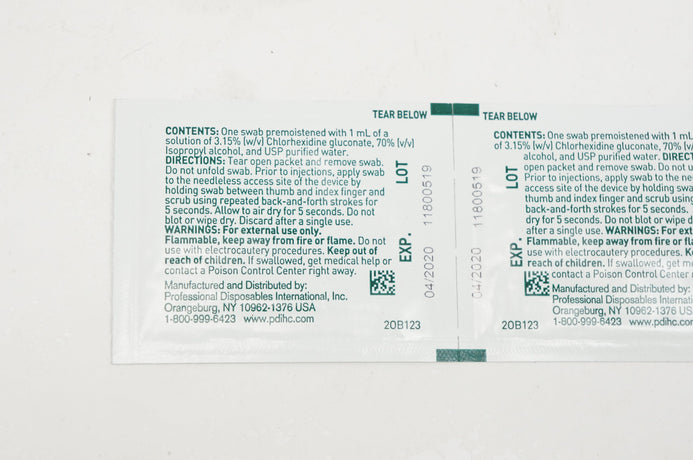 TEAR BELOW
CONTENTS: One swab premoistened with 1 mL of a
solution of 3.15% (w/v) Chlorhexidine gluconate, 70% (v/v)
Isopropyl alcohol, and USP purified water.
DIRECTIONS: Tear open packet and remove swab.
Do not unfold swab. Prior to injections, apply swab
to the needleless access site of the device by
holding swab between thumb and index finger and
scrub using repeated back-and-forth strokes for
5 seconds. Allow to air dry for 5 seconds. Do not
blot or wipe dry. Discard after a single use.
WARNINGS: For external use only.
Flammable, keep away from fire or flame. Do not
use with electrocautery procedures. Keep out of
reach of children. If swallowed, get medical help or
contact a Poison Control Center right away.
Manufactured and Distributed by:
Professional Disposables International, Inc.
Orangeburg, NY 10962-1376 USA
1-800-999-6423 www.pdihc.com
LOT
11800519
EXP.
04/2020
20B123
TEAR BELOW
CONTENTS: One swab premoistened with 1 mL
of 3.15% (w/v) Chlorhexidine gluconate, 70%
alcohol, and USP purified water.
open packet and remove swab. Do not
Prior to injections, apply swab to the
access site of the device by holding
thumb and index finger and scrub using
back-and-forth strokes for 5 seconds.
dry for 5 seconds. Do not blot or wipe
after a single use. WARNINGS: For
Flammable, keep away from fire or
use with electrocautery procedures.
reach of children. If swallowed, get
contact a Poison Control Center
Manufactured and Distributed by:
Professional Disposables
Orangeburg, NY 10962-1376
1-800-999-6423
LOT
11800519
EXP.
04/2020
20B123